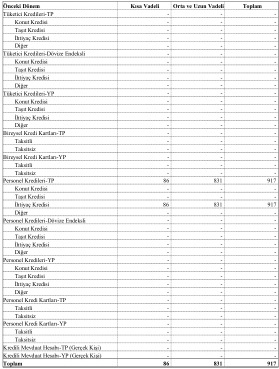 Önceki Dönem Kısa Vadeli Orta ve Uzun Vadeli Toplam
Tüketici Kredileri-TP - - -
Konut Kredisi - - -
Taşıt Kredisi - - -
İhtiyaç Kredisi - - -
Diğer - - -
Tüketici Kredileri-Dövize Endeksli - - -
Konut Kredisi - - -
Taşıt Kredisi - - -
İhtiyaç Kredisi - - -
Diğer - - -
Tüketici Kredileri-YP - - -
Konut Kredisi - - -
Taşıt Kredisi - - -
İhtiyaç Kredisi - - -
Diğer - - -
Bireysel Kredi Kartları-TP - - -
Taksitli - - -
Taksitsiz - - -
Bireysel Kredi Kartları-YP - - -
Taksitli - - -
Taksitsiz - - -
Personel Kredileri-TP 86 831 917
Konut Kredisi - - -
Taşıt Kredisi - - -
İhtiyaç Kredisi 86 831 917
Diğer - - -
Personel Kredileri-Dövize Endeksli - - -
Konut Kredisi - - -
Taşıt Kredisi - - -
İhtiyaç Kredisi - - -
Diğer - - -
Personel Kredileri-YP - - -
Konut Kredisi - - -
Taşıt Kredisi - - -
İhtiyaç Kredisi - - -
Diğer - - -
Personel Kredi Kartları-TP - - -
Taksitli - - -
Taksitsiz - - -
Personel Kredi Kartları-YP - - -
Taksitli - - -
Taksitsiz - - -
Kredili Mevduat Hesabı-TP (Gerçek Kişi) - - -
Kredili Mevduat Hesabı-YP (Gerçek Kişi) - - -
Toplam 86 831 917